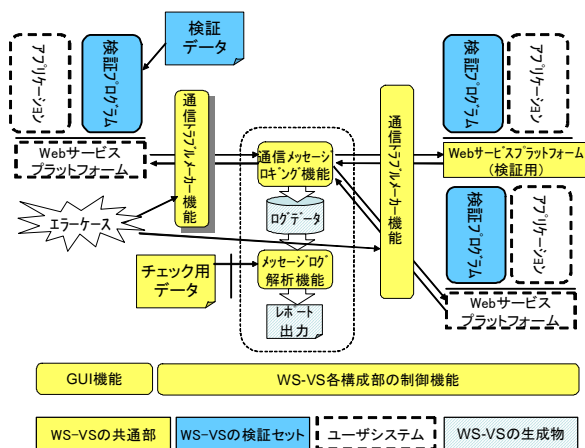 アプリケーション
検証プログラム
検証
データ
検証プログラム
アプリケーション
Webサービス
プラットフォーム
通信トラブルメーカー機能
通信メッセージ
ロギング機能
通信トラブルメーカー機能
Webサービスプラットフォーム
(検証用)
エラーケース
ログデータ
検証プログラム
アプリケーション
チェック用
データ
メッセージログ
解析機能
Webサービス
プラットフォーム
レポート
出力
GUI機能
WS-VS各構成部の制御機能
WS-VSの共通部
WS-VSの検証セット
ユーザシステム
WS-VSの生成物